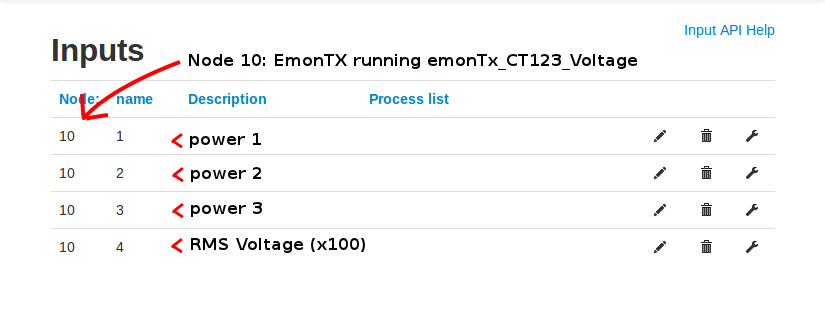 Input API Help
Inputs
Node 10: EmonTX running emonTx_CT123_Voltage
Node: name Description Process list
10 1 power 1
10 2 power 2
10 3 power 3
10 4 RMS Voltage (x100)